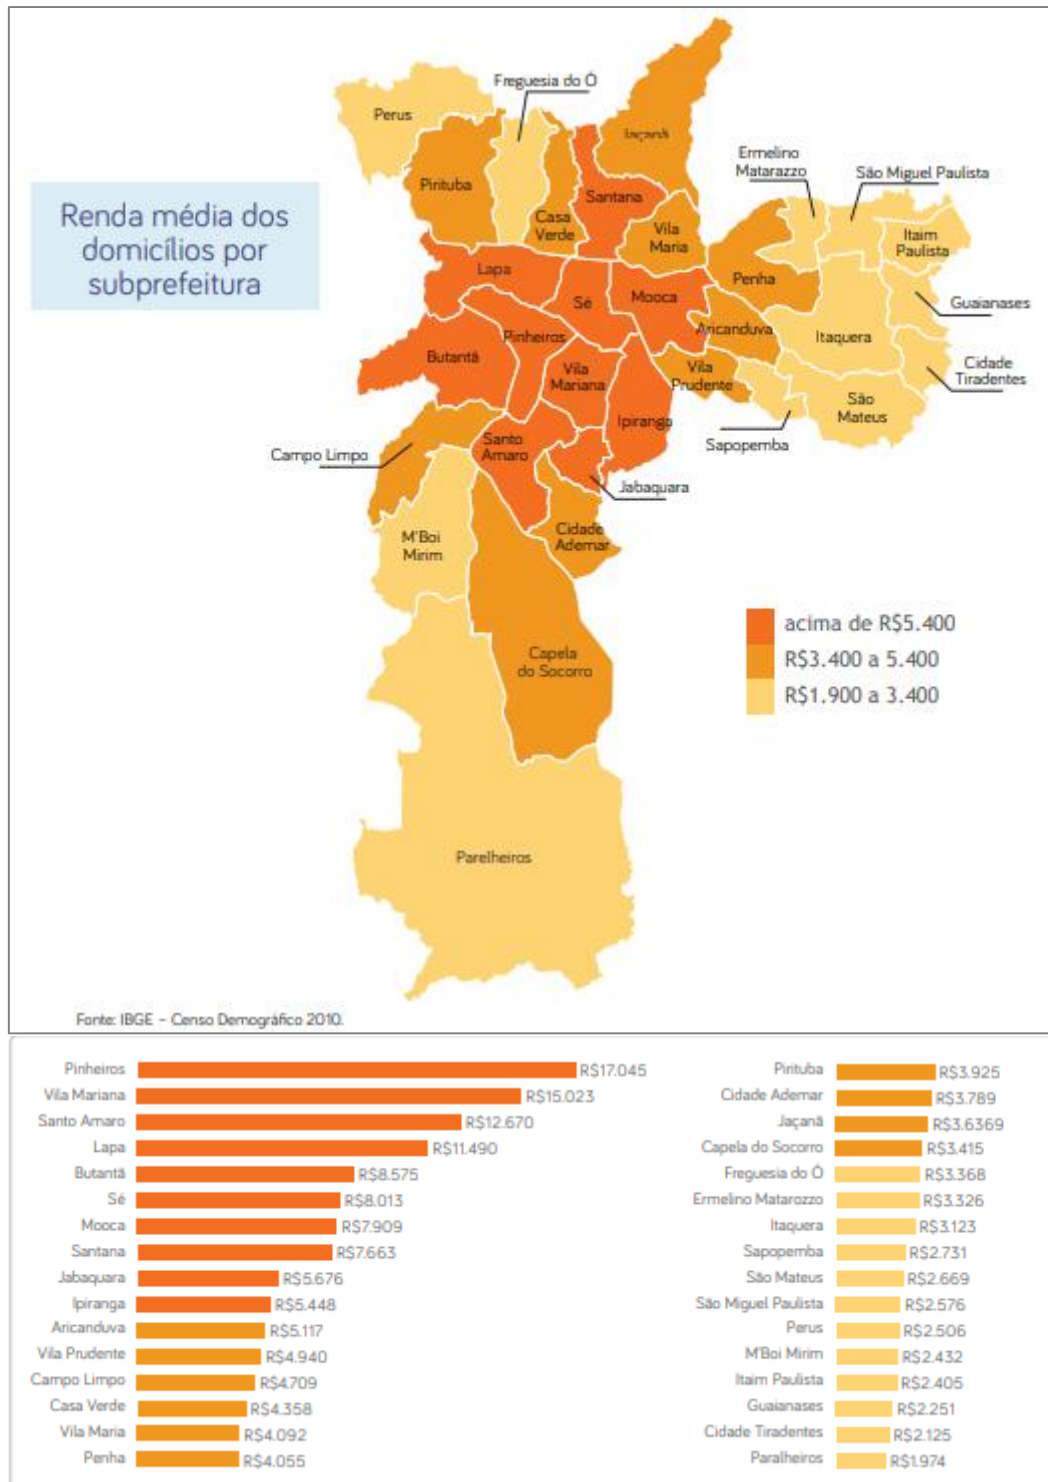 Freguesia do Ó
Perus
Jaçanã
Ermelino
Matarazzo
São Miguel Paulista
Pirituba
Santana
Renda média dos
domicílios por
subprefeitura
Casa
Verde
Vila
Maria
Itaim
Paulista
Lapa
Penha
Sé
Mooca
Guaianases
Aricanduva
Pinheiros
Itaquera
Butantã
Vila
Mariana
Vila
Prudente
Cidade
Tiradentes
São
Mateus
Ipiranga
Santo
Amaro
Sapopemba
Campo Limpo
Jabaquara
M'Boi
Mirim
Cidade
Ademar
acima de R$5.400
R$3.400 a 5.400
R$1.900 a 3.400
Capela
do Socorro
Parelheiros
Fonte: IBGE – Censo Demográfico 2010.
Pinheiros R$17.045
Vila Mariana R$15.023
Santo Amaro R$12.670
Lapa R$11.490
Butantã R$8.575
Sé R$8.013
Mooca R$7.909
Santana R$7.663
Jabaquara R$5.676
Ipiranga R$5.448
Aricanduva R$5.117
Vila Prudente R$4.940
Campo Limpo R$4.709
Casa Verde R$4.358
Vila Maria R$4.092
Penha R$4.055
Pirituba R$3.925
Cidade Ademar R$3.789
Jaçanã R$3.6369
Capela do Socorro R$3.415
Freguesia do Ó R$3.368
Ermelino Matarozzo R$3.326
Itaquera R$3.123
Sapopemba R$2.731
São Mateus R$2.669
São Miguel Paulista R$2.576
Perus R$2.506
M'Boi Mirim R$2.432
Itaim Paulista R$2.405
Guaianases R$2.251
Cidade Tiradentes R$2.125
Paralheiros R$1.974